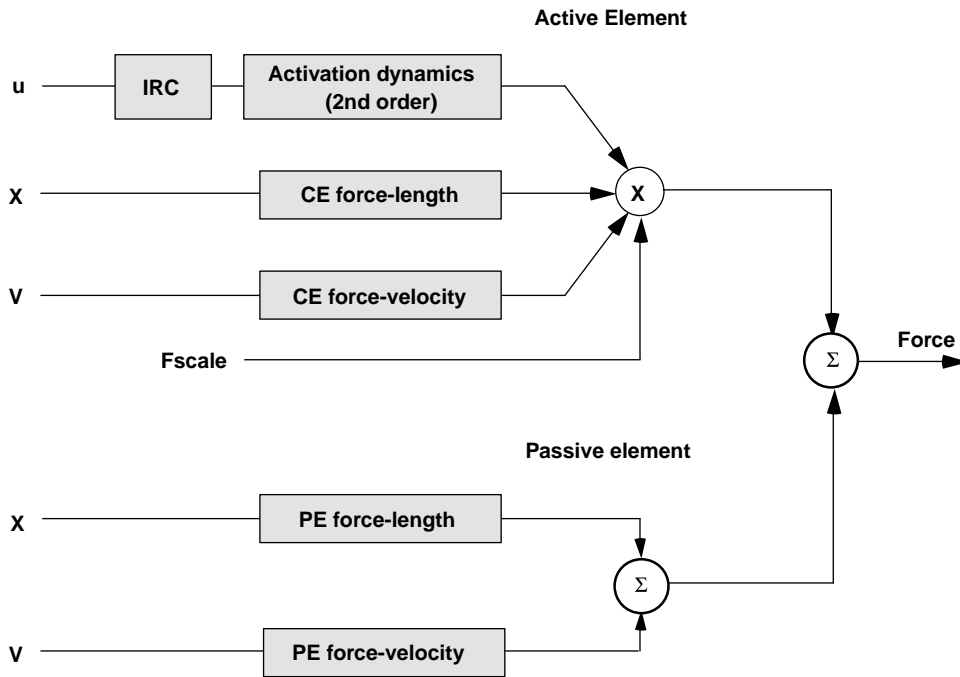 Active Element
u
IRC
Activation dynamics
(2nd order)
X
CE force-length
X
V
CE force-velocity
Fscale
Σ
Force
Passive element
X
PE force-length
Σ
V
PE force-velocity